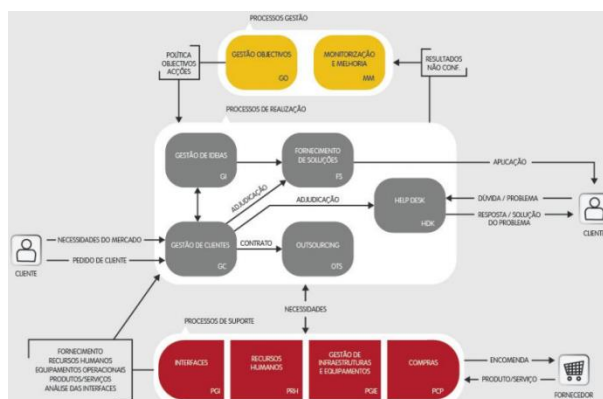 PROCESSOS GESTÃO
GESTÃO OBJECTIVOS
GO
MONITORIZAÇÃO
E MELHORIA
MM
POLÍTICA
OBJECTIVOS
ACÇÕES
RESULTADOS
NÃO CONF.
PROCESSOS DE REALIZAÇÃO
GESTÃO DE IDEIAS
GI
FORNECIMENTO
DE SOLUÇÕES
FS
APLICAÇÃO
ADJUDICAÇÃO
ADJUDICAÇÃO
HELP DESK
HDK
DÚVIDA / PROBLEMA
RESPOSTA / SOLUÇÃO
DO PROBLEMA
CLIENTE
NECESSIDADES DO MERCADO
PEDIDO DE CLIENTE
CLIENTE
GESTÃO DE CLIENTES
GC
CONTRATO
OUTSOURCING
OTS
NECESSIDADES
PROCESSOS DE SUPORTE
FORNECIMENTO
RECURSOS HUMANOS
EQUIPAMENTOS OPERACIONAIS
PRODUTOS/SERVIÇOS
ANÁLISE DAS INTERFACES
INTERFACES
PGI
RECURSOS
HUMANOS
PRH
GESTÃO DE
INFRAESTRUTURAS
E EQUIPAMENTOS
PGIE
COMPRAS
PCP
ENCOMENDA
PRODUTO/SERVIÇO
FORNECEDOR